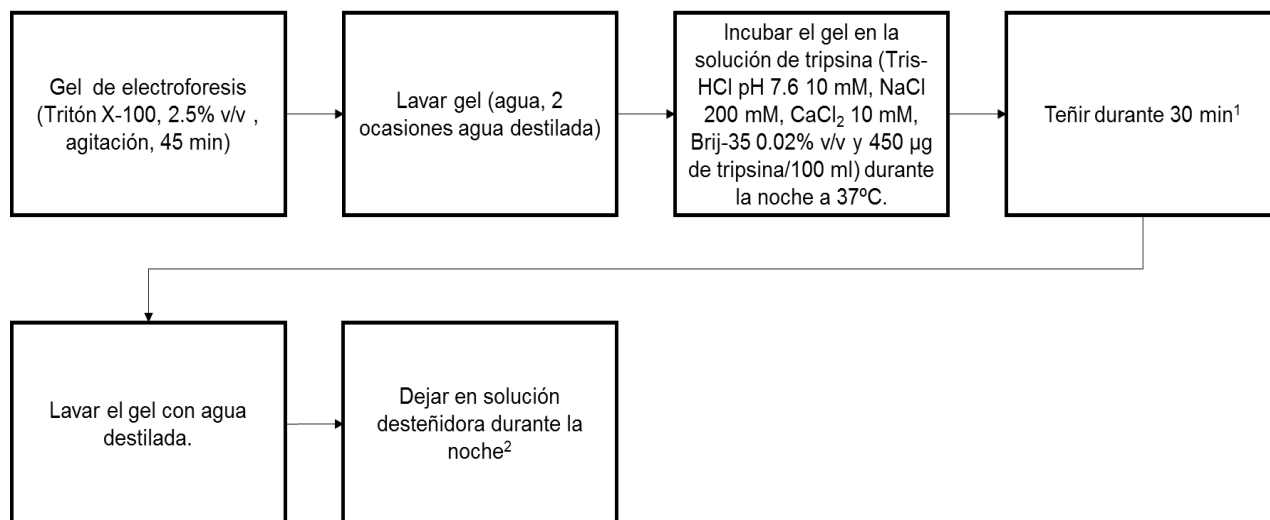 Gel de electroforesis
(Tritón X-100, 2.5% v/v ,
agitación, 45 min)
Lavar gel (agua, 2
ocasiones agua destilada)
Incubar el gel en la
solución de tripsina (Tris-
HCl pH 7.6 10 mM, NaCl
200 mM, CaCl₂ 10 mM,
Brij-35 0.02% v/v y 450 µg
de tripsina/100 ml) durante
la noche a 37ºC.
Teñir durante 30 min¹
Lavar el gel con agua
destilada.
Dejar en solución
desteñidora durante la
noche²